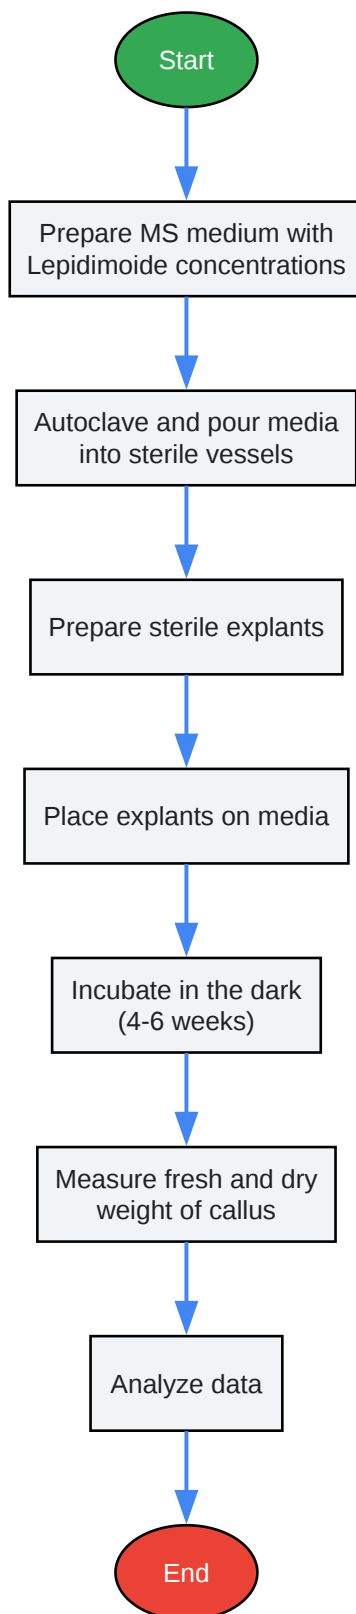 Start
Prepare MS medium with
Lepidimoide concentrations
Autoclave and pour media
into sterile vessels
Prepare sterile explants
Place explants on media
Incubate in the dark
(4-6 weeks)
Measure fresh and dry
weight of callus
Analyze data
End